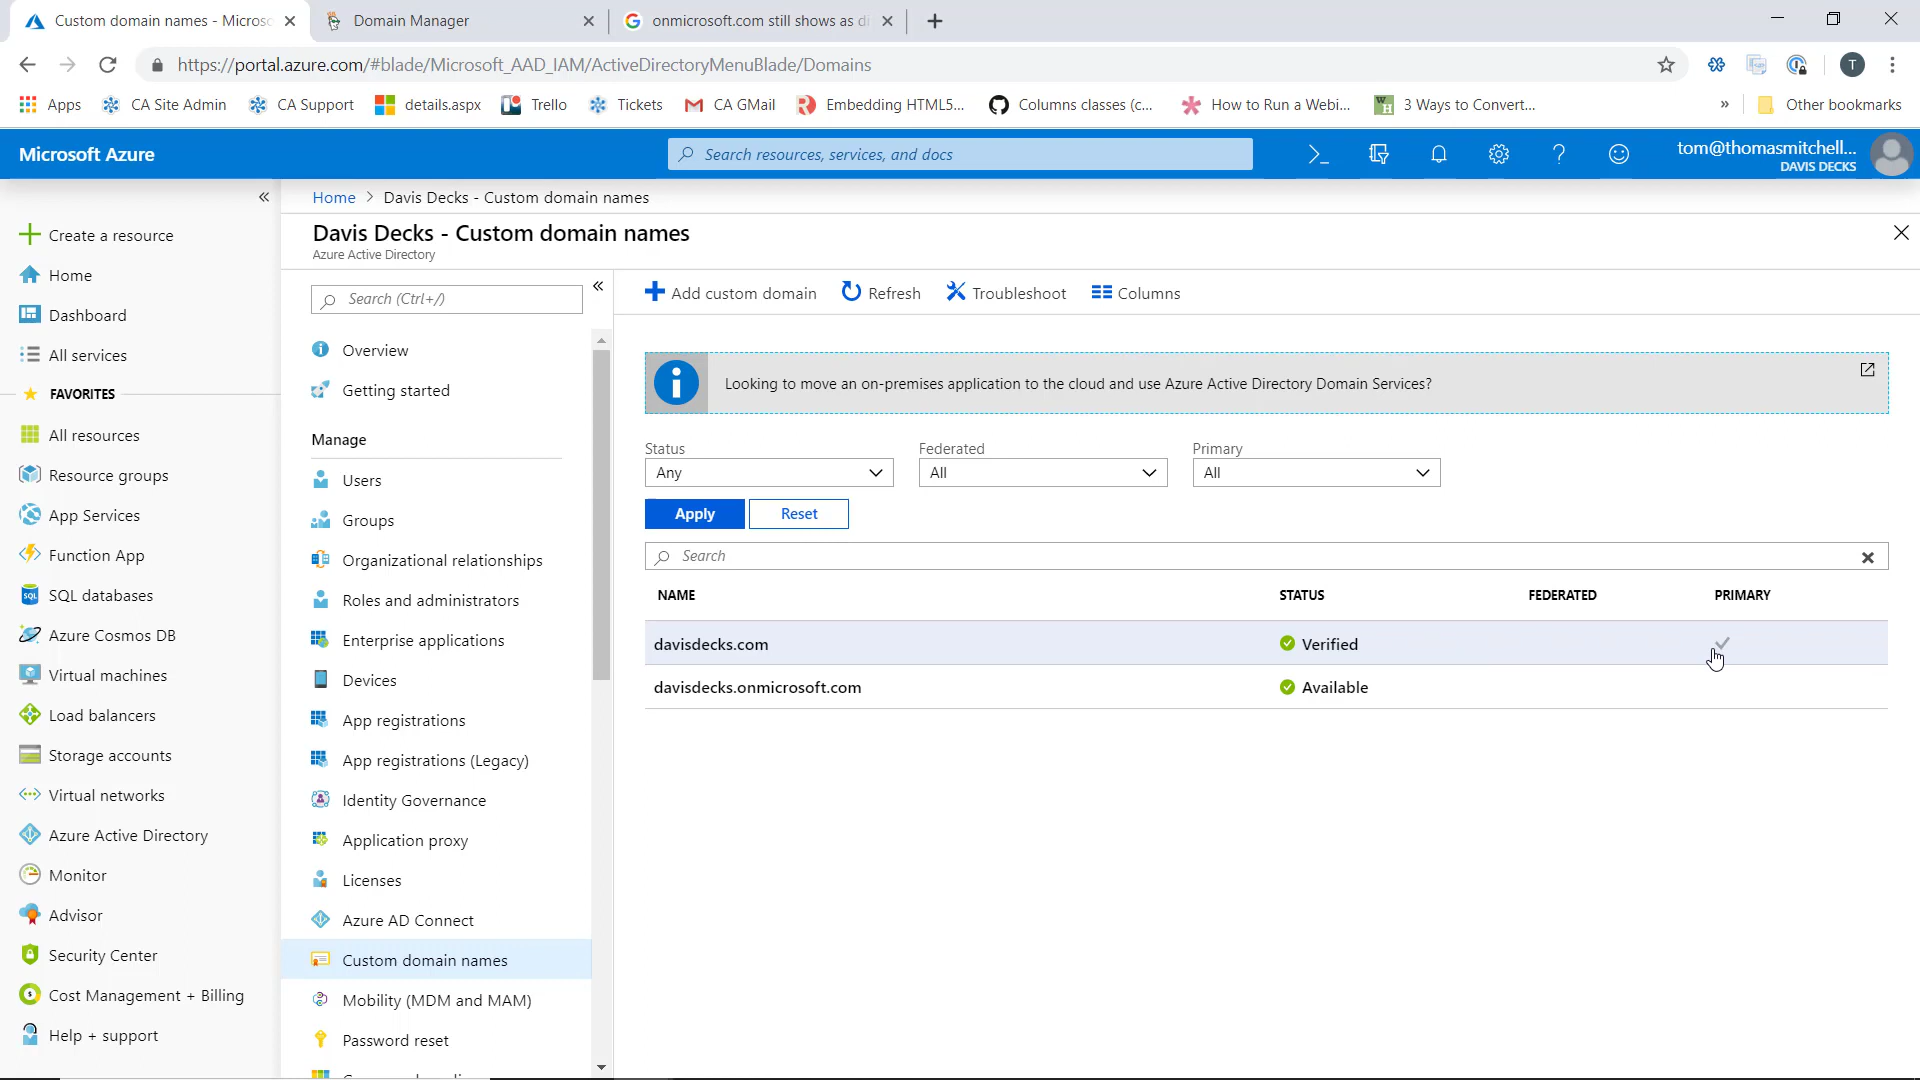 Custom domain names - Micros
Domain Manager
onmicrosoft.com still shows as di
https://portal.azure.com/#blade/Microsoft_AAD_IAM/ActiveDirectoryMenuBlade/Domains
T
Apps
CA Site Admin
CA Support
details.aspx
Trello
Tickets
CA GMail
Embedding HTML5...
Columns classes (c...
How to Run a Webi...
3 Ways to Convert...
»
Other bookmarks
Microsoft Azure
Search resources, services, and docs
tom@thomasmitchell...
DAVIS DECKS
Home > Davis Decks - Custom domain names
Davis Decks - Custom domain names
Azure Active Directory
Create a resource
Home
Dashboard
All services
FAVORITES
All resources
Resource groups
App Services
Function App
SQL databases
Azure Cosmos DB
Virtual machines
Load balancers
Storage accounts
Virtual networks
Azure Active Directory
Monitor
Advisor
Security Center
Cost Management + Billing
Help + support
Search (Ctrl+/)
Overview
Getting started
Manage
Users
Groups
Organizational relationships
Roles and administrators
Enterprise applications
Devices
App registrations
App registrations (Legacy)
Identity Governance
Application proxy
Licenses
Azure AD Connect
Custom domain names
Mobility (MDM and MAM)
Password reset
Add custom domain
Refresh
Troubleshoot
Columns
Looking to move an on-premises application to the cloud and use Azure Active Directory Domain Services?
Status
Federated
Primary
Any
All
All
Apply
Reset
Search
NAME STATUS FEDERATED PRIMARY
davisdecks.com Verified
davisdecks.onmicrosoft.com Available